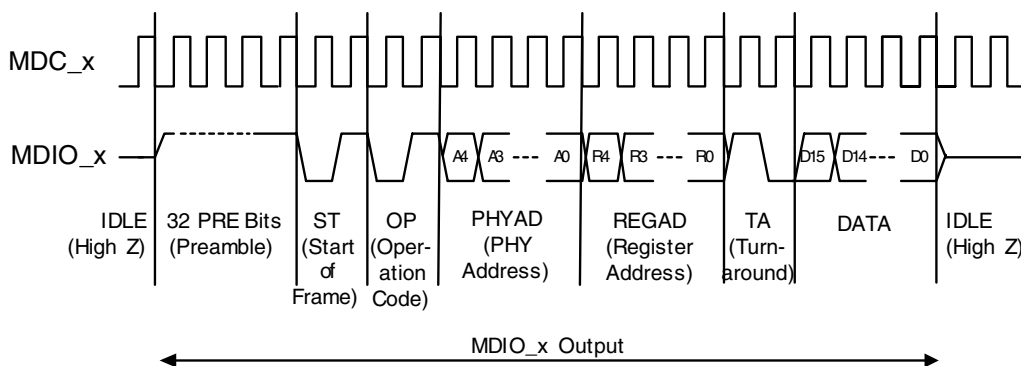 MDC_x
MDIO_x
A4 A3 A0 R4 R3 R0 D15 D14 D0
IDLE
(High Z)
32 PRE Bits
(Preamble)
ST
(Start
of
Frame)
OP
(Oper-
ation
Code)
PHYAD
(PHY
Address)
REGAD
(Register
Address)
TA
(Turn-
around)
DATA
IDLE
(High Z)
MDIO_x Output